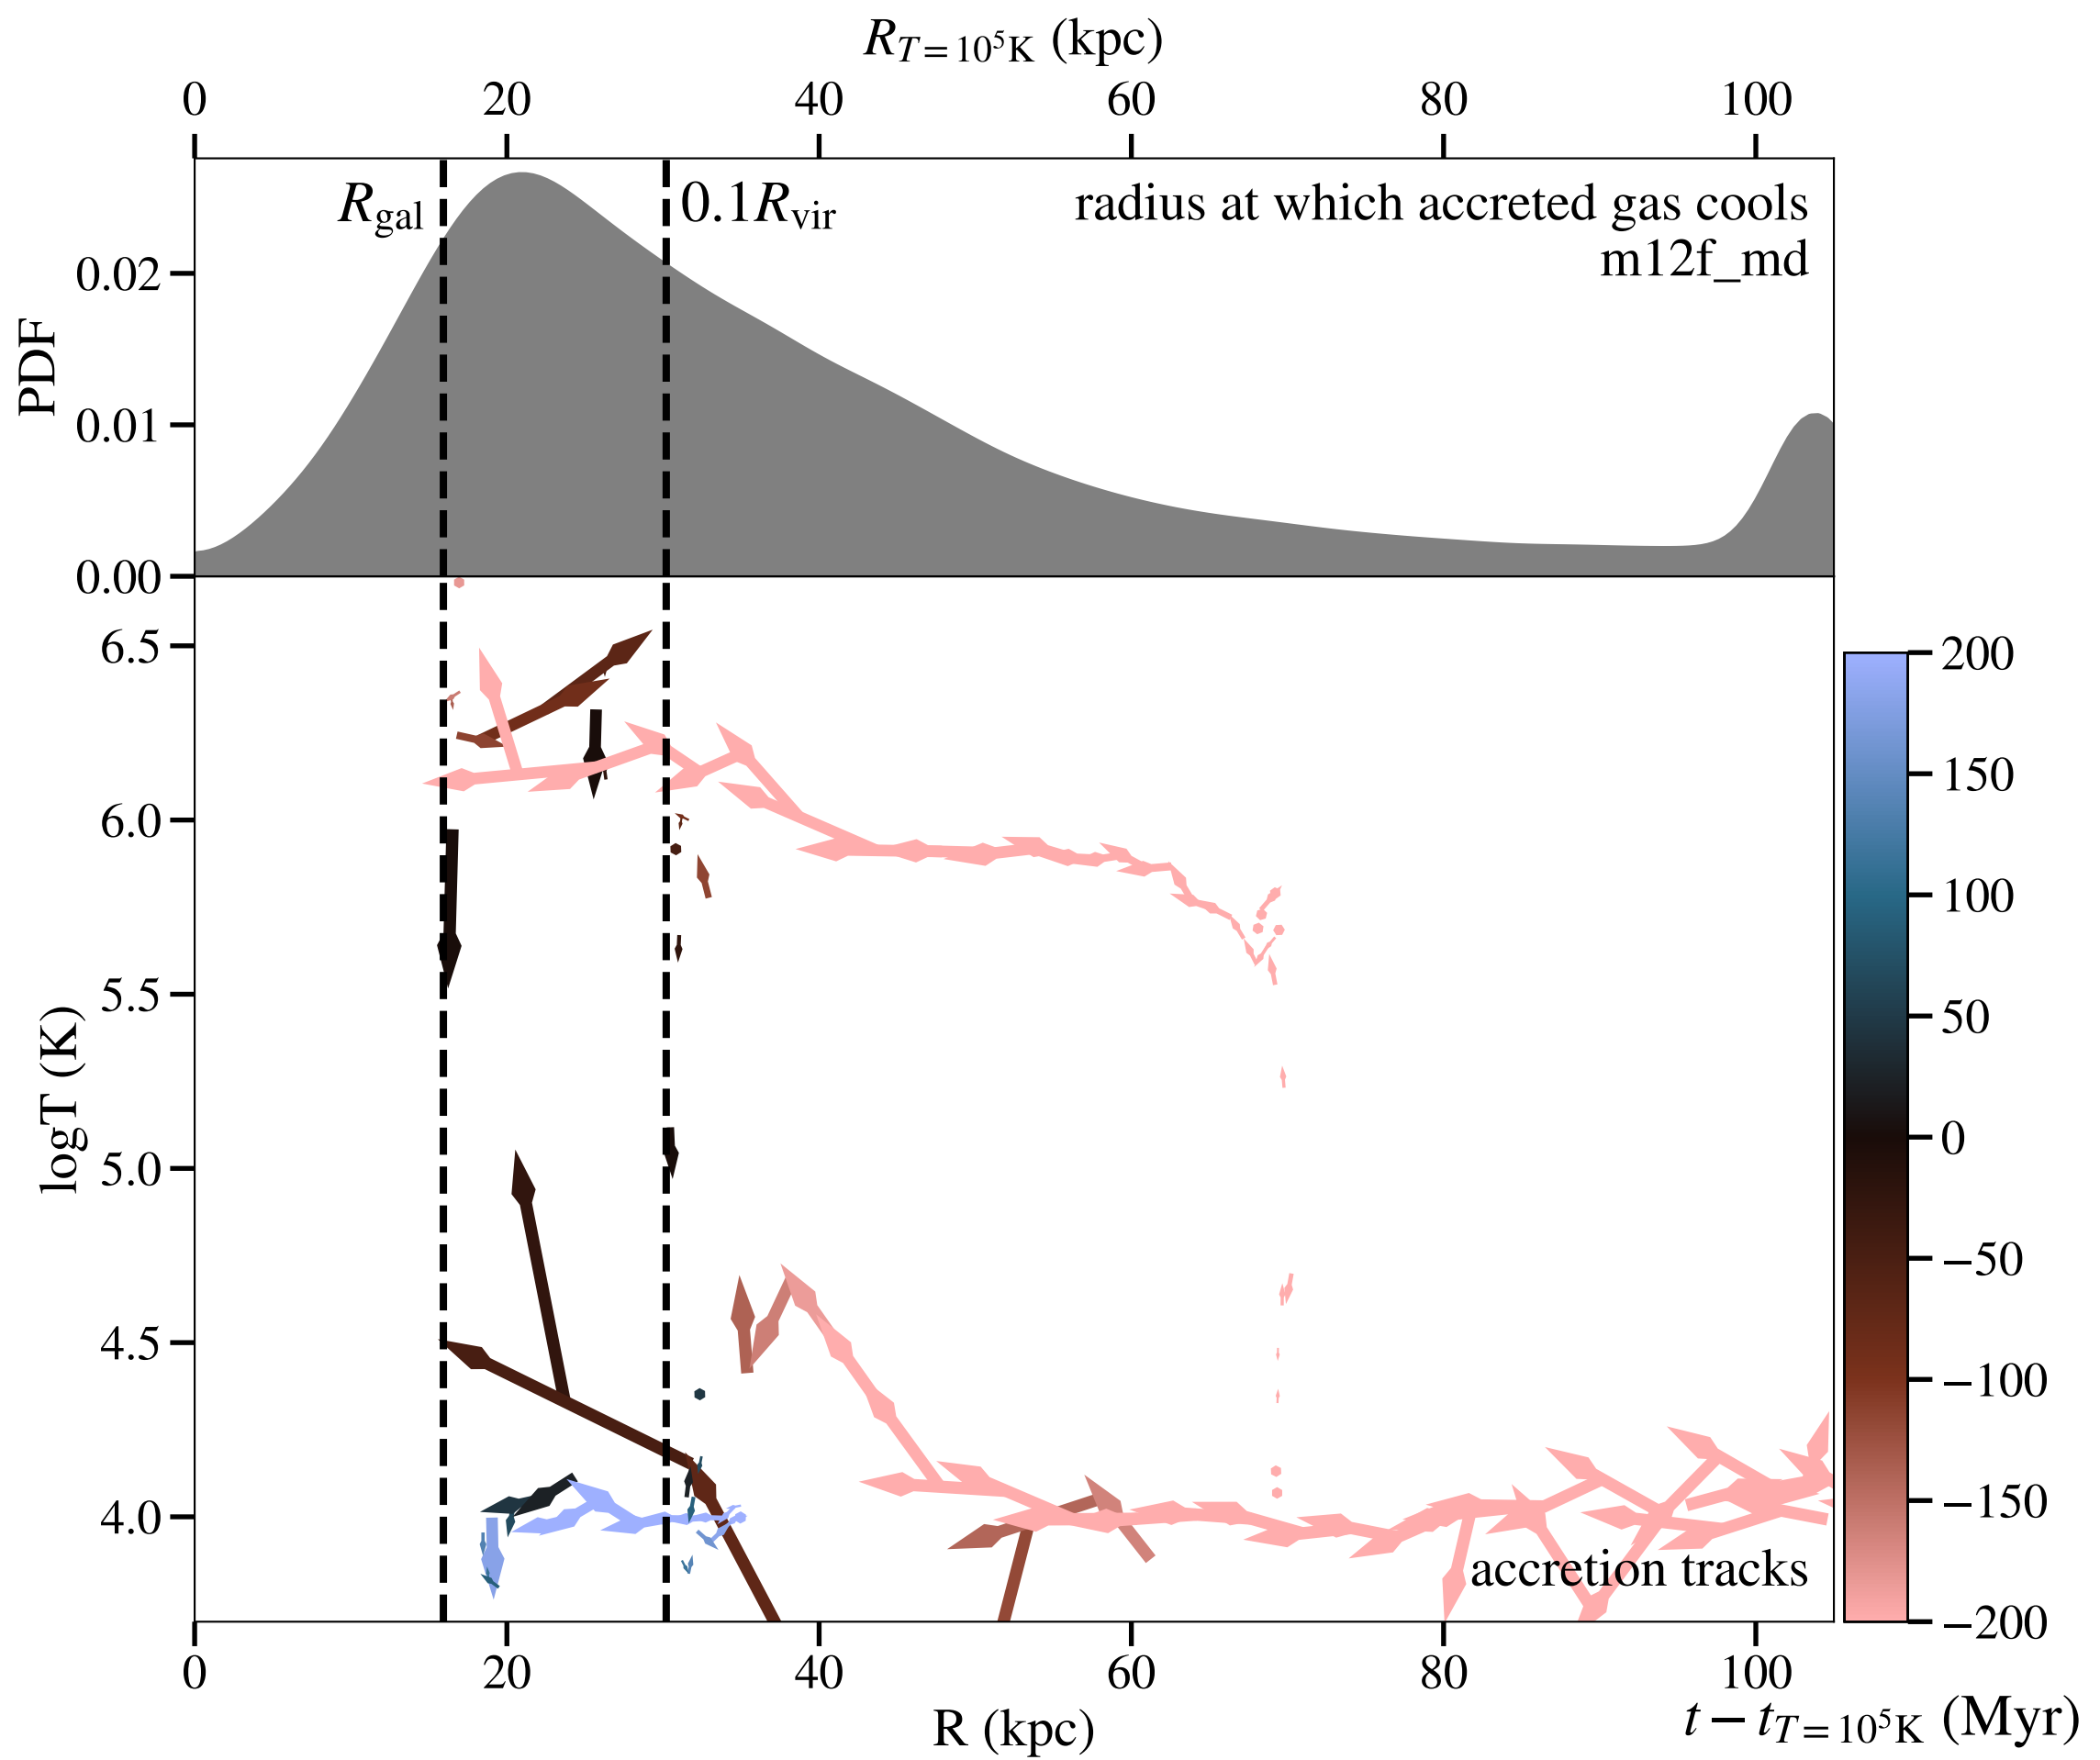 R_{T=10^5K} (kpc)
0 20 40 60 80 100
R_gal
0.1R_vir
radius at which accreted gas cools
m12f_md
PDF
0.02
0.01
0.00
6.5
6.0
5.5
5.0
4.5
4.0
logT (K)
accretion tracks
200
150
100
50
0
−50
−100
−150
−200
0 20 40 60 80 100
R (kpc)
t − t_{T=10^5K} (Myr)